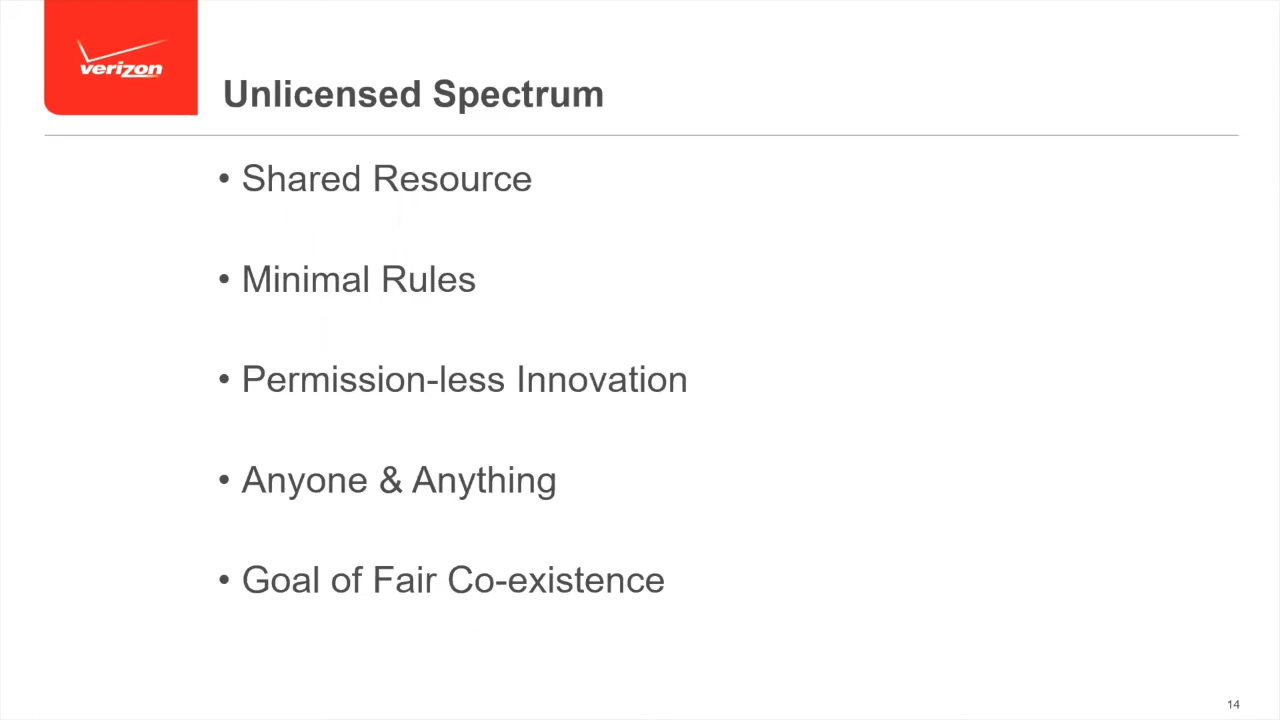 verizon
Unlicensed Spectrum
• Shared Resource
• Minimal Rules
• Permission-less Innovation
• Anyone & Anything
• Goal of Fair Co-existence
14